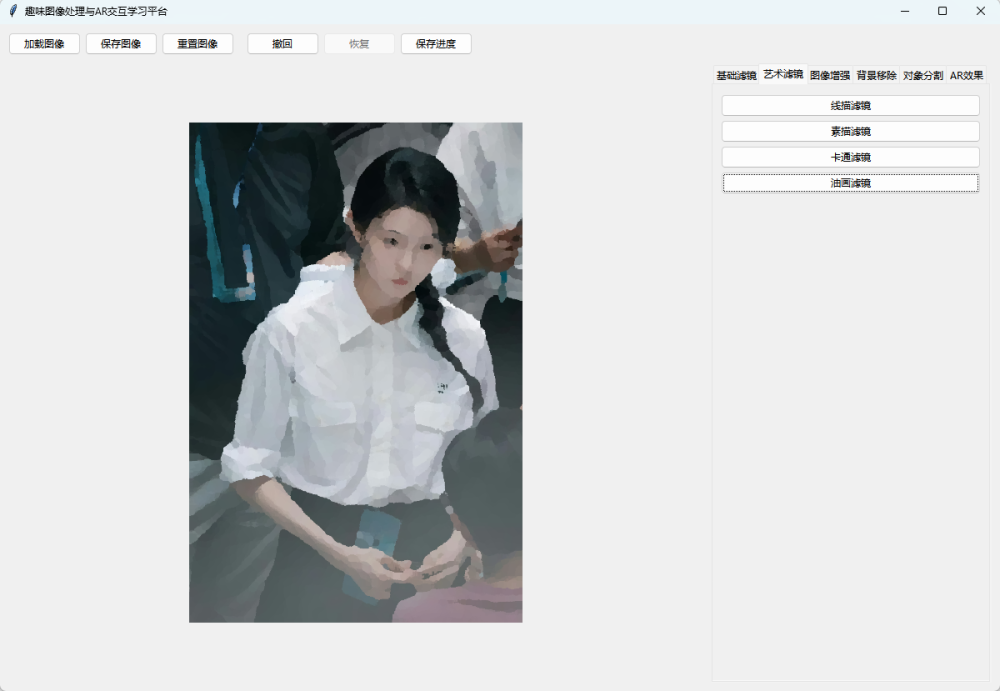 趣味图像处理与AR交互学习平台
加载图像 保存图像 重置图像 撤回 恢复 保存进度
基础滤镜 艺术滤镜 图像增强 背景移除 对象分割 AR效果
线描滤镜
素描滤镜
卡通滤镜
油画滤镜